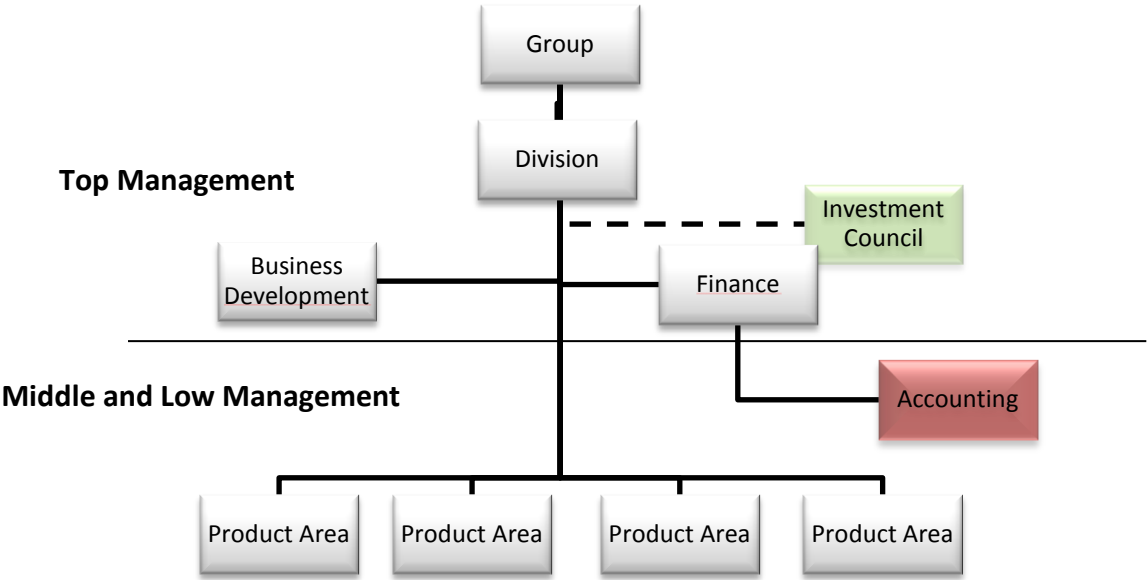 Group
Division
Top Management
Investment
Council
Business
Development
Finance
Middle and Low Management
Accounting
Product Area
Product Area
Product Area
Product Area